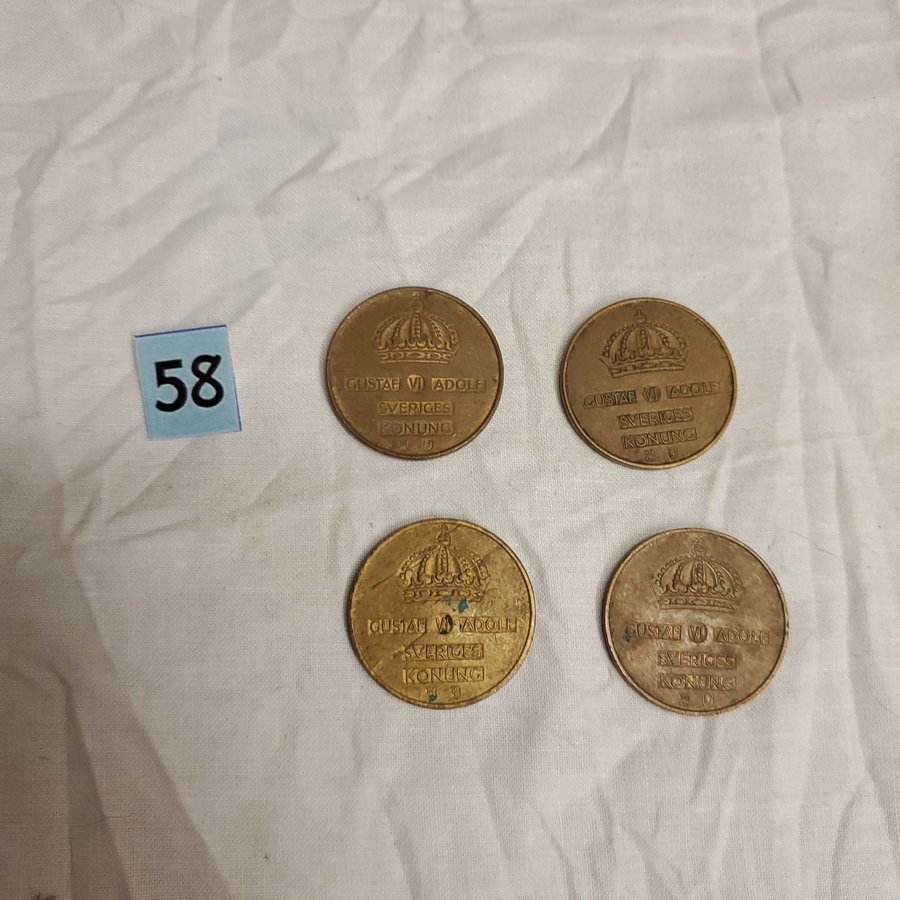 58
GUSTAF VI ADOLF
SVERIGES
KONUNG
GUSTAF VI ADOLF
SVERIGES
KONUNG
GUSTAF VI ADOLF
SVERIGES
KONUNG
GUSTAF VI ADOLF
SVERIGES
KONUNG